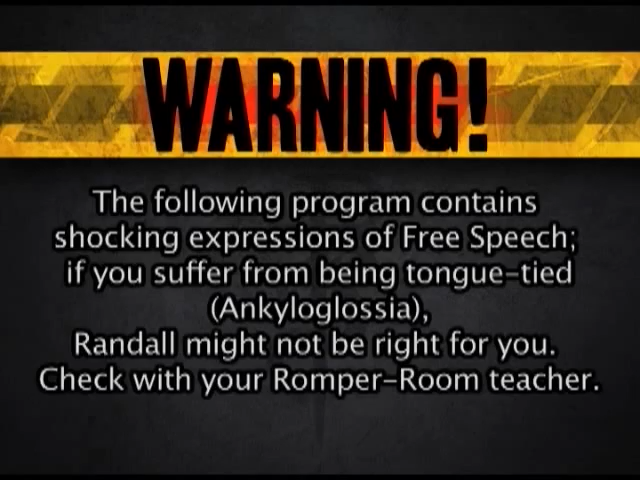 WARNING!
The following program contains
shocking expressions of Free Speech;
if you suffer from being tongue-tied
(Ankyloglossia),
Randall might not be right for you.
Check with your Romper-Room teacher.